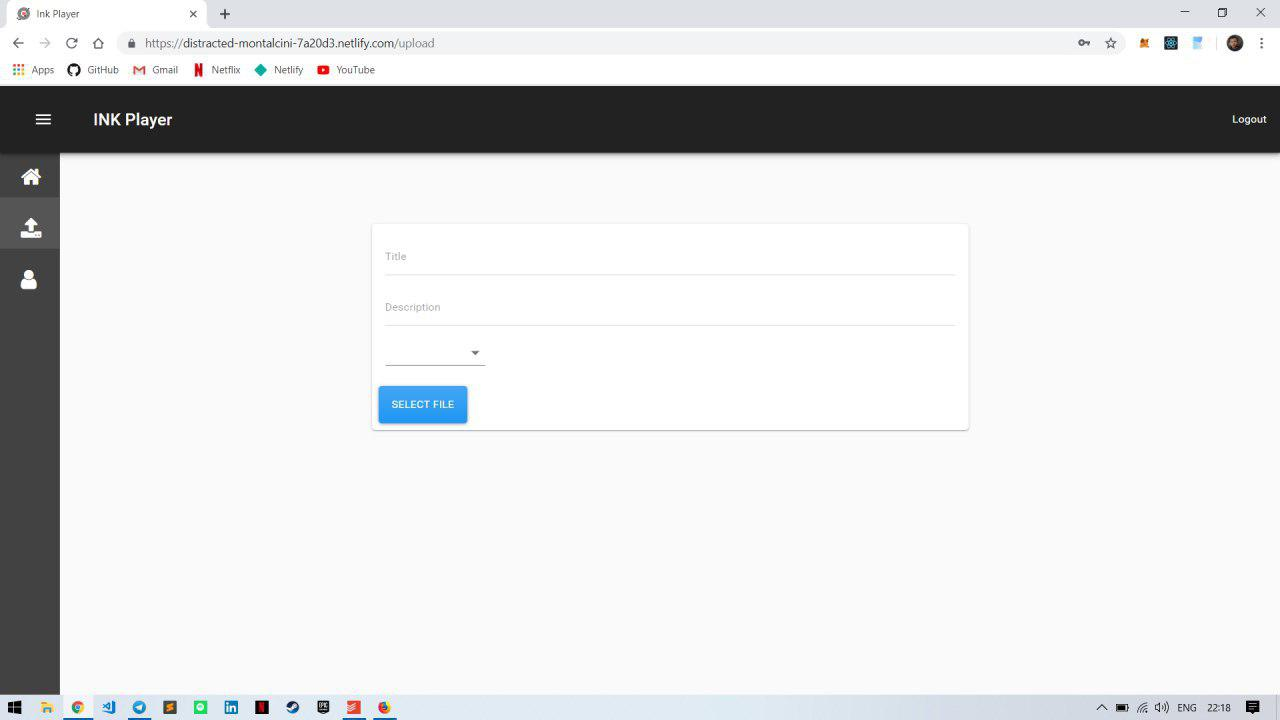 Ink Player
https://distracted-montalcini-7a20d3.netlify.com/upload
Apps GitHub Gmail Netflix Netlify YouTube
INK Player Logout
Title
Description
SELECT FILE
ENG 22:18